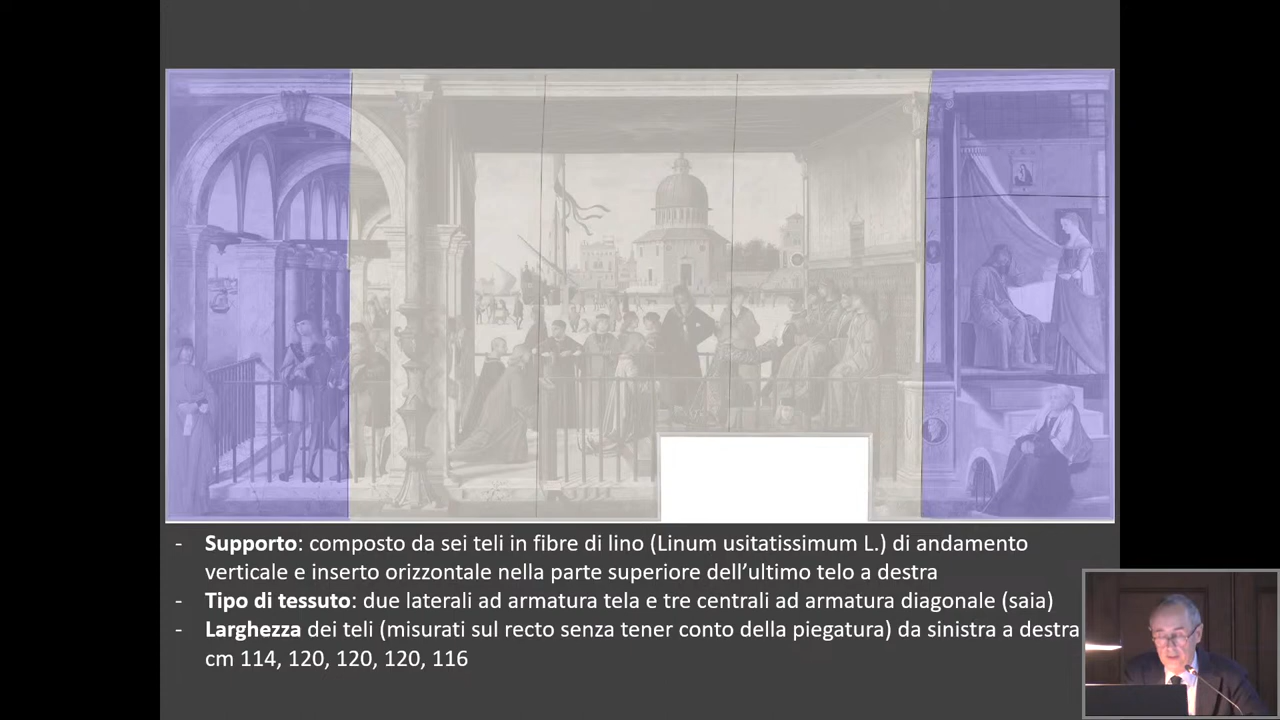 - Supporto: composto da sei teli in fibre di lino (Linum usitatissimum L.) di andamento
verticale e inserto orizzontale nella parte superiore dell’ultimo telo a destra
- Tipo di tessuto: due laterali ad armatura tela e tre centrali ad armatura diagonale (saia)
- Larghezza dei teli (misurati sul recto senza tener conto della piegatura) da sinistra a destra
cm 114, 120, 120, 120, 116